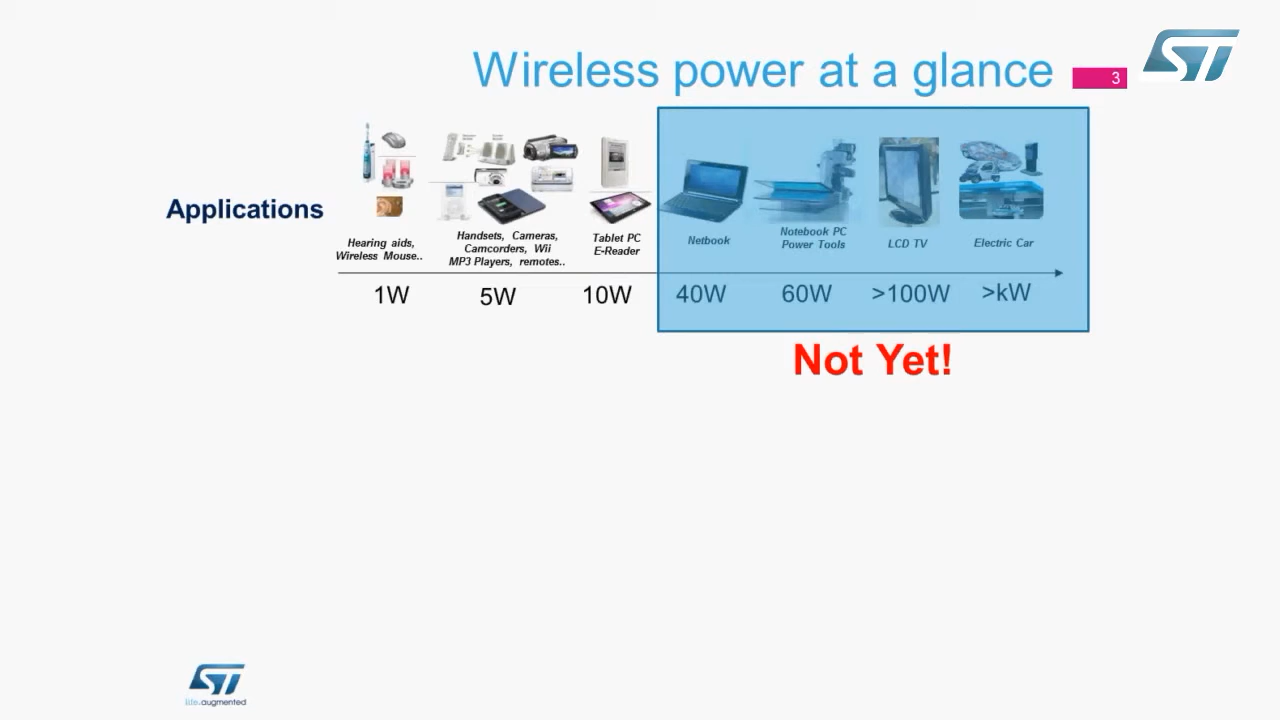 Wireless power at a glance
3
ST
Applications
Hearing aids,
Wireless Mouse..
Handsets, Cameras,
Camcorders, Wii
MP3 Players, remotes..
Tablet PC
E-Reader
Netbook
Notebook PC
Power Tools
LCD TV
Electric Car
1W
5W
10W
40W
60W
>100W
>kW
Not Yet!
ST
life.augmented